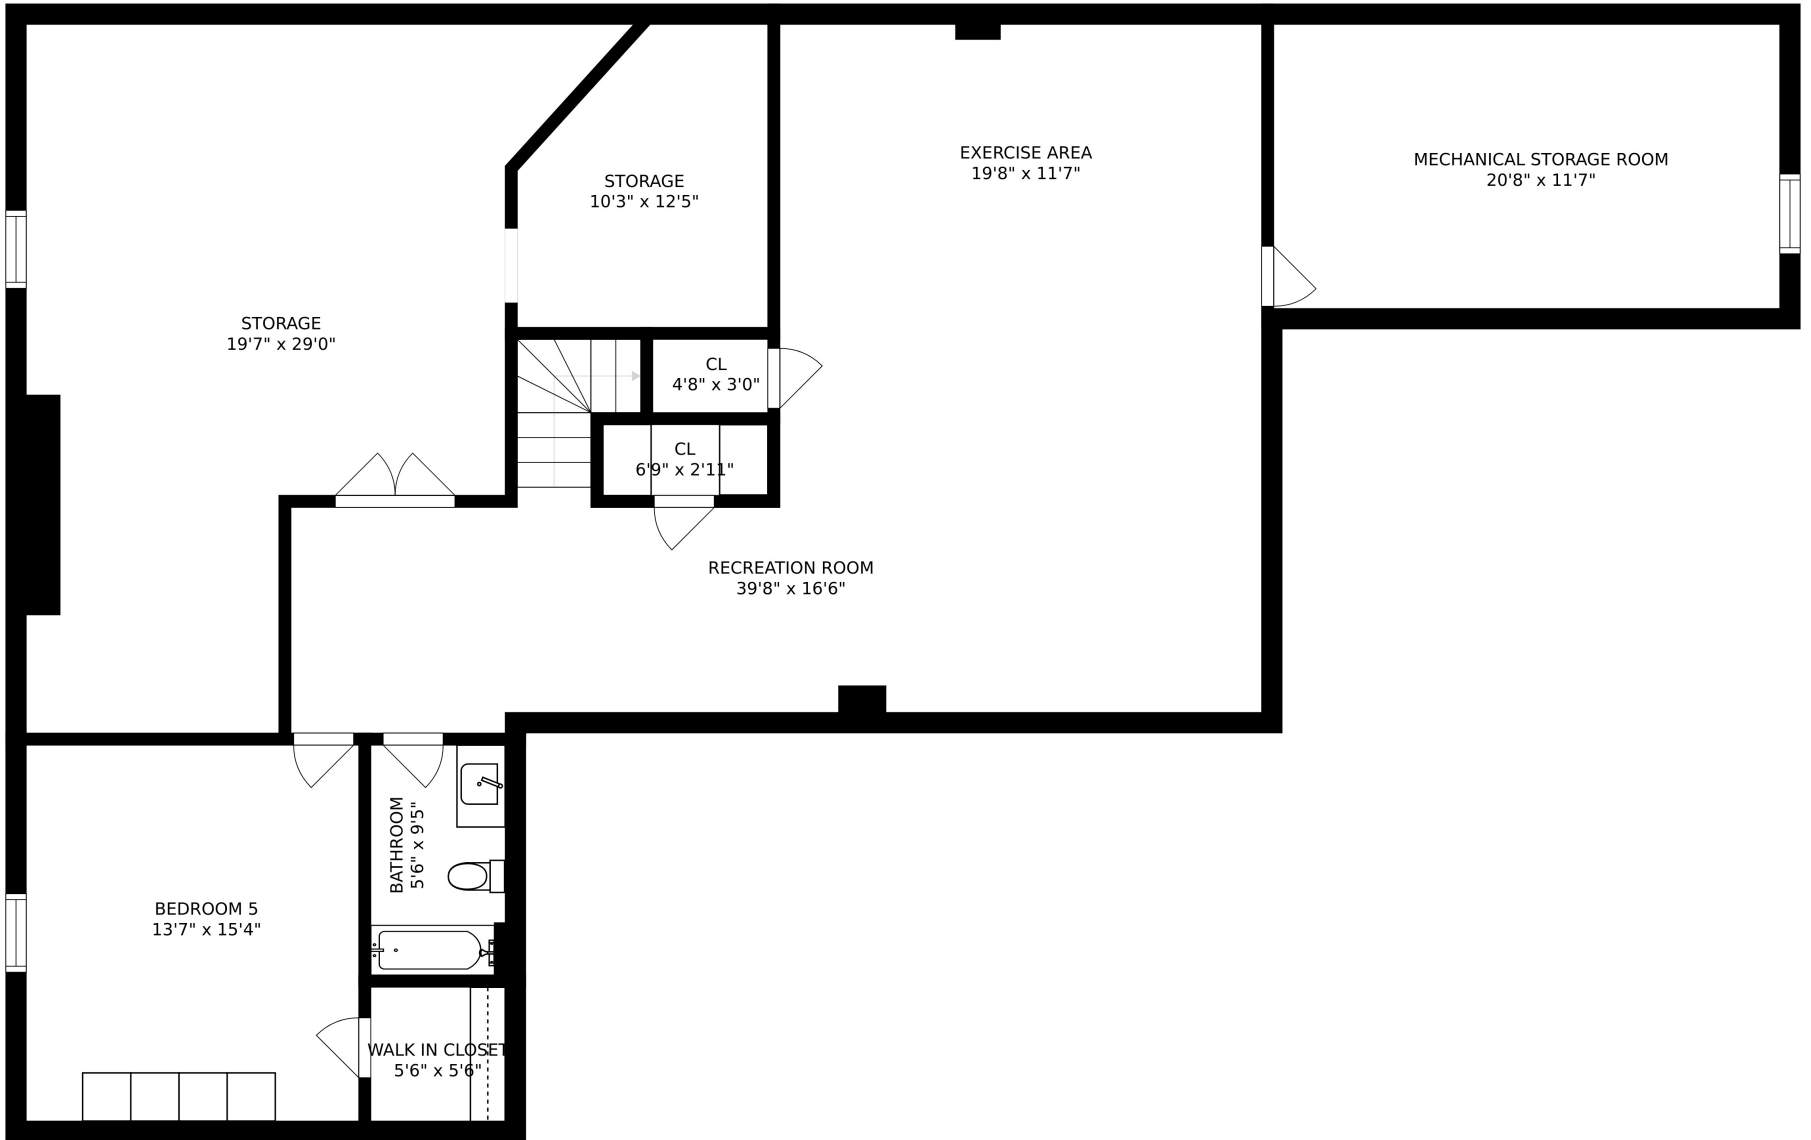 EXERCISE AREA
19'8" x 11'7"
MECHANICAL STORAGE ROOM
20'8" x 11'7"
STORAGE
10'3" x 12'5"
STORAGE
19'7" x 29'0"
CL
4'8" x 3'0"
CL
6'9" x 2'11"
RECREATION ROOM
39'8" x 16'6"
BATHROOM
5'6" x 9'5"
BEDROOM 5
13'7" x 15'4"
WALK IN CLOSET
5'6" x 5'6"